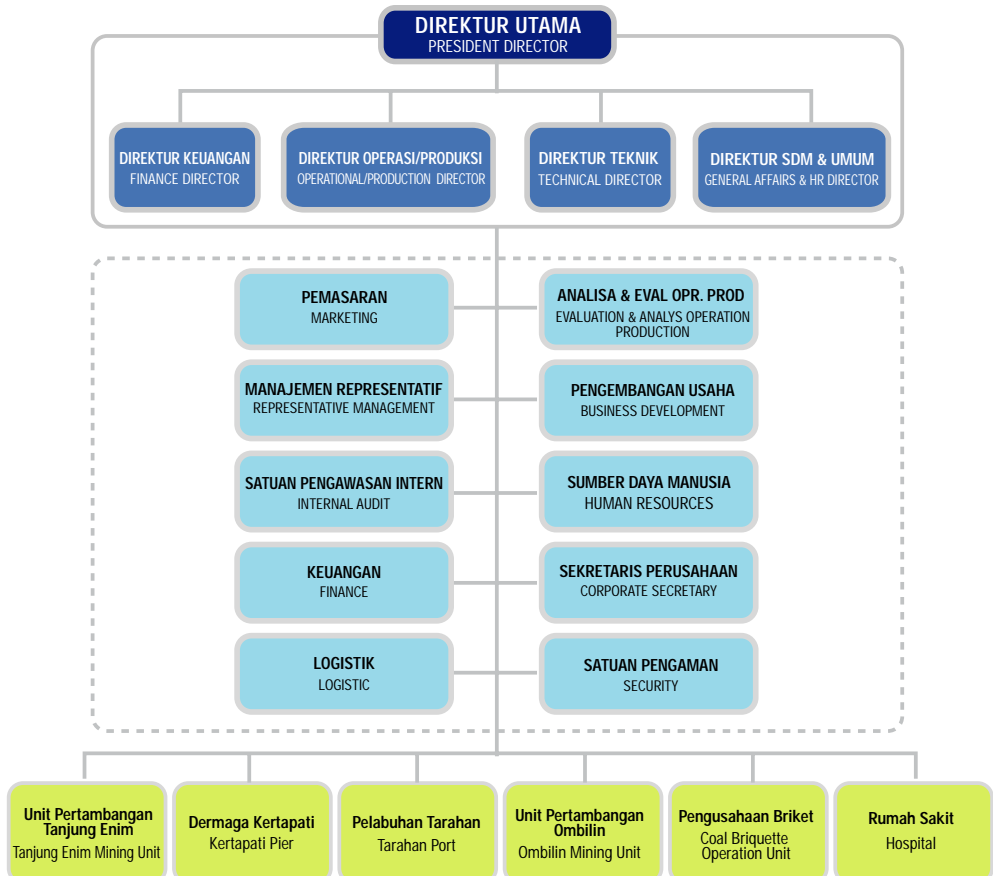 DIREKTUR UTAMA
PRESIDENT DIRECTOR
DIREKTUR KEUANGAN
FINANCE DIRECTOR
DIREKTUR OPERASI/PRODUKSI
OPERATIONAL/PRODUCTION DIRECTOR
DIREKTUR TEKNIK
TECHNICAL DIRECTOR
DIREKTUR SDM & UMUM
GENERAL AFFAIRS & HR DIRECTOR
PEMASARAN
MARKETING
ANALISA & EVAL OPR. PROD
EVALUATION & ANALYS OPERATION
PRODUCTION
MANAJEMEN REPRESENTATIF
REPRESENTATIVE MANAGEMENT
PENGEMBANGAN USAHA
BUSINESS DEVELOPMENT
SATUAN PENGAWASAN INTERN
INTERNAL AUDIT
SUMBER DAYA MANUSIA
HUMAN RESOURCES
KEUANGAN
FINANCE
SEKRETARIS PERUSAHAAN
CORPORATE SECRETARY
LOGISTIK
LOGISTIC
SATUAN PENGAMAN
SECURITY
Unit Pertambangan
Tanjung Enim
Tanjung Enim Mining Unit
Dermaga Kertapati
Kertapati Pier
Pelabuhan Tarahan
Tarahan Port
Unit Pertambangan
Ombilin
Ombilin Mining Unit
Pengusahaan Briket
Coal Briquette
Operation Unit
Rumah Sakit
Hospital